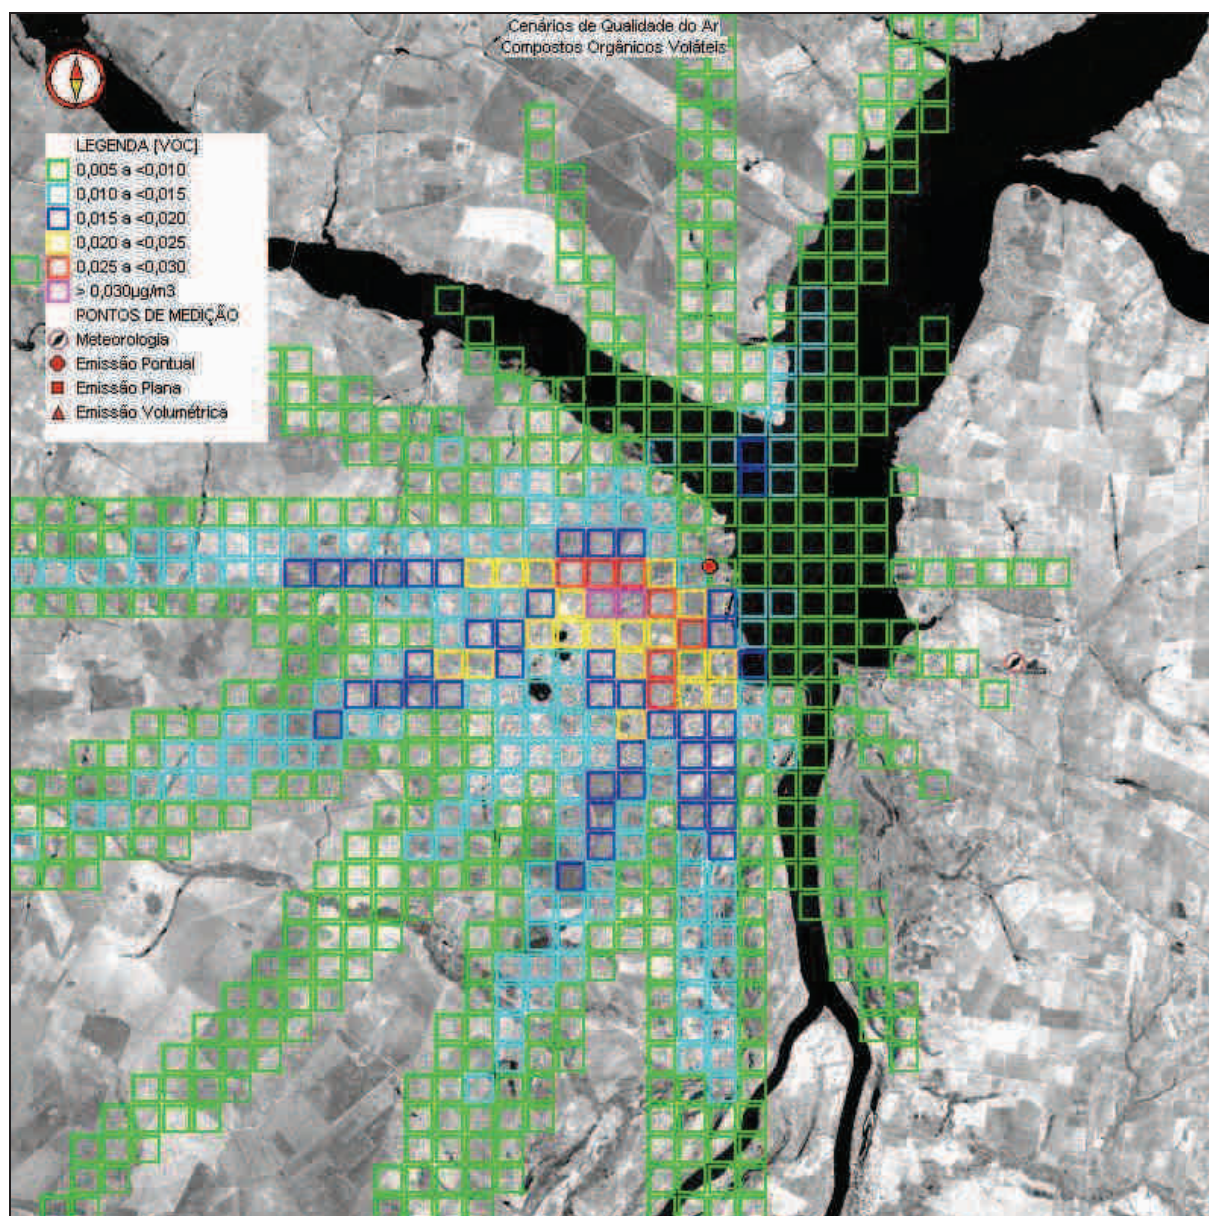 Cenários de Qualidade do Ar
Compostos Orgânicos Voláteis
LEGENDA [VOC]
0,005 a <0,010
0,010 a <0,015
0,015 a <0,020
0,020 a <0,025
0,025 a <0,030
> 0,030µg/m3
PONTOS DE MEDIÇÃO
Meteorologia
Emissão Pontual
Emissão Plana
Emissão Volumétrica